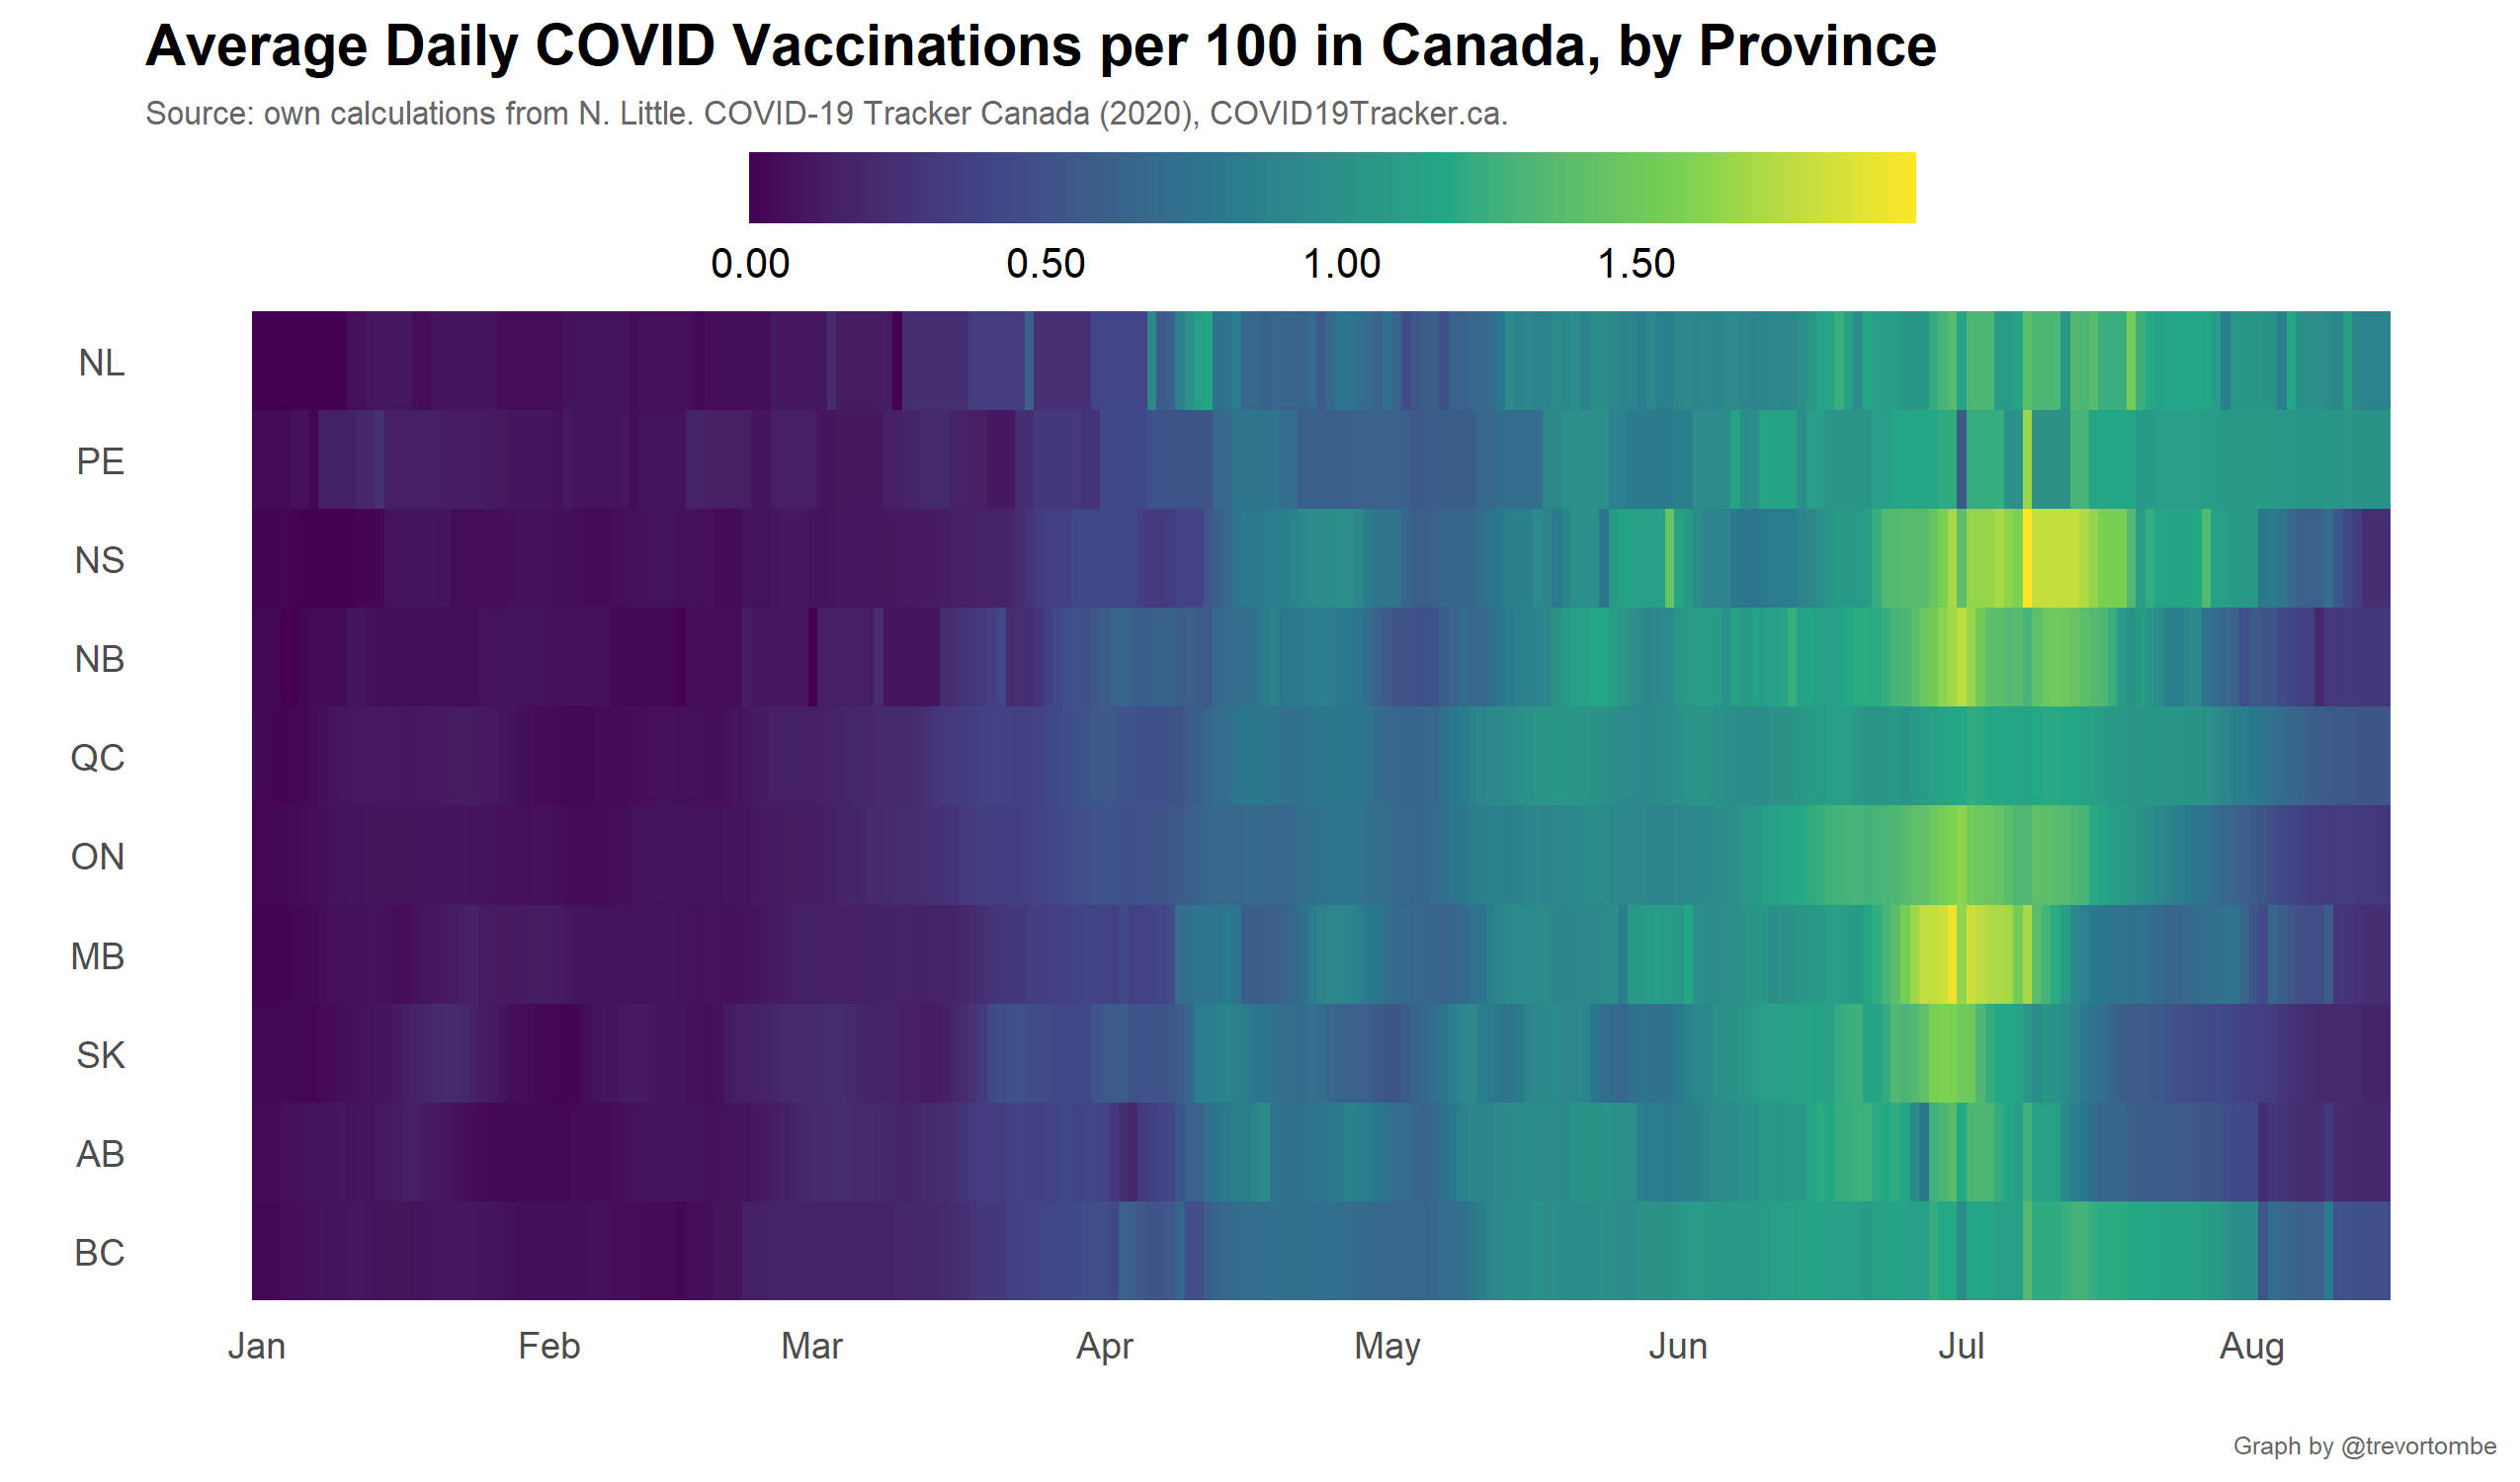 Average Daily COVID Vaccinations per 100 in Canada, by Province
Source: own calculations from N. Little. COVID-19 Tracker Canada (2020), COVID19Tracker.ca.
0.00 0.50 1.00 1.50
NL
PE
NS
NB
QC
ON
MB
SK
AB
BC
Jan Feb Mar Apr May Jun Jul Aug
Graph by @trevortombe